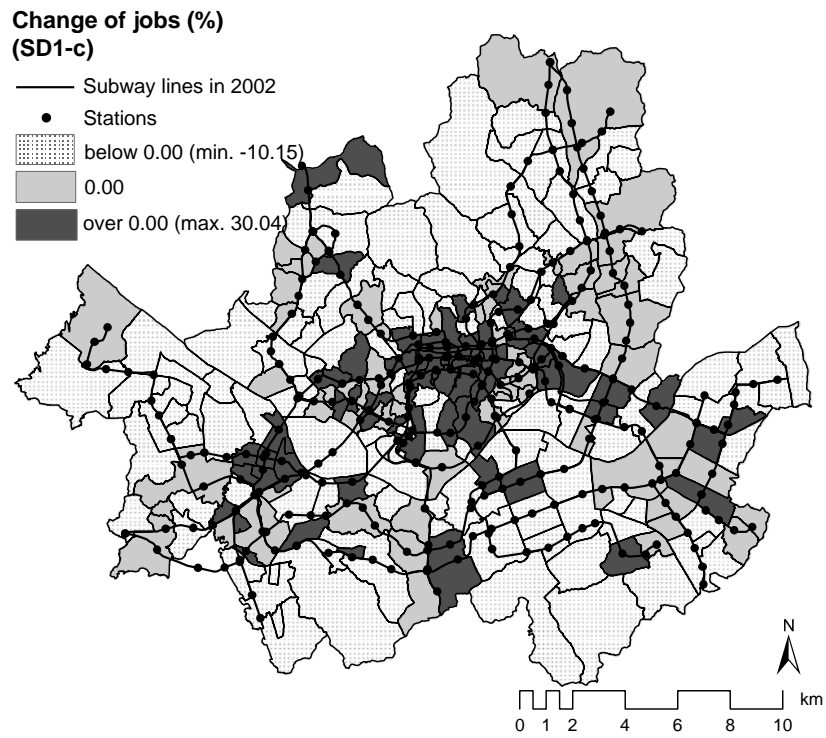 Change of jobs (%)
(SD1-c)
Subway lines in 2002
Stations
below 0.00 (min. -10.15)
0.00
over 0.00 (max. 30.04)
N
km
0 1 2 4 6 8 10